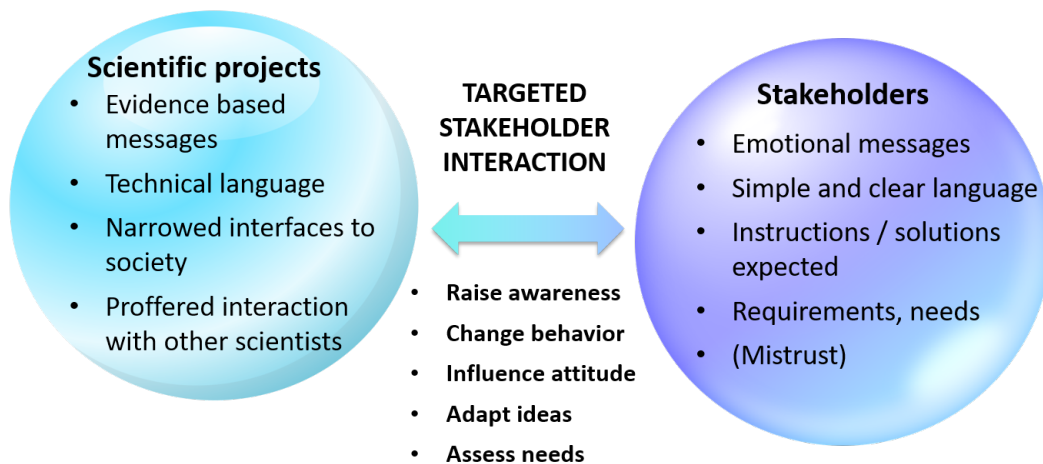 Scientific projects
• Evidence based
messages
• Technical language
• Narrowed interfaces to
society
• Proffered interaction
with other scientists
TARGETED
STAKEHOLDER
INTERACTION
• Raise awareness
• Change behavior
• Influence attitude
• Adapt ideas
• Assess needs
Stakeholders
• Emotional messages
• Simple and clear language
• Instructions / solutions
expected
• Requirements, needs
• (Mistrust)